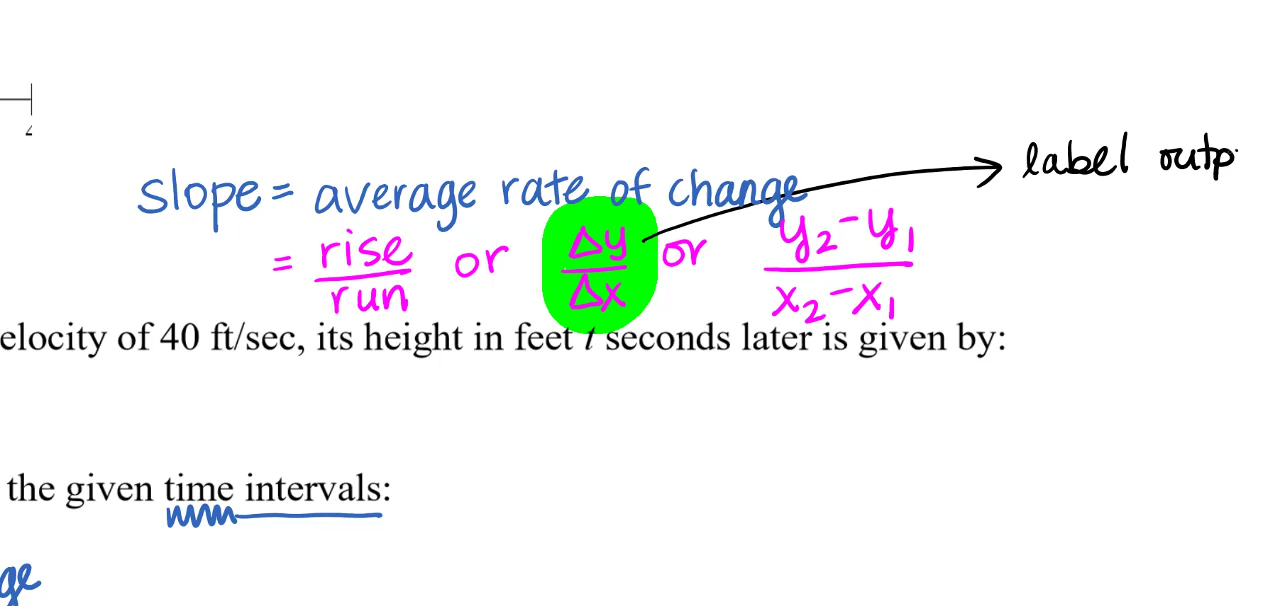 label outp
slope = average rate of change
= rise/run or Δy/Δx or y₂-y₁/x₂-x₁
elocity of 40 ft/sec, its height in feet t seconds later is given by:
the given time intervals:
ge